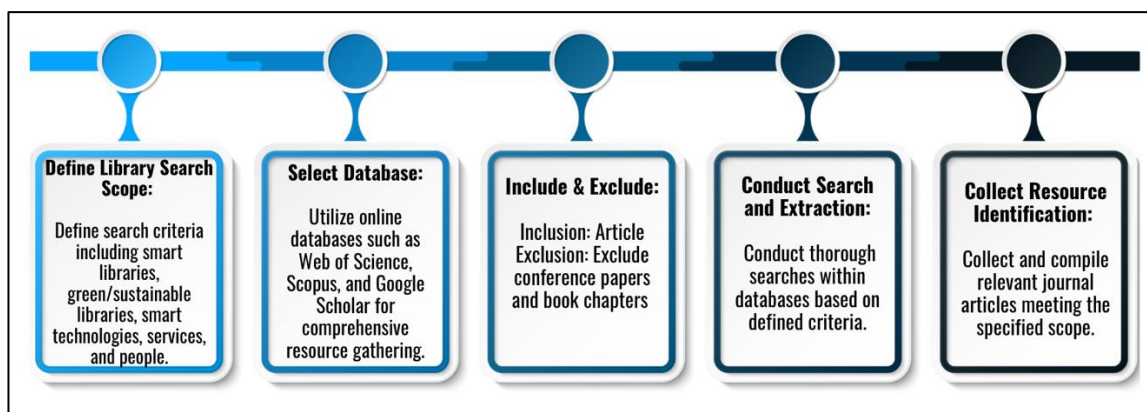 Define Library Search
Scope:
Define search criteria
including smart
libraries,
green/sustainable
libraries, smart
technologies, services,
and people.
Select Database:
Utilize online
databases such as
Web of Science,
Scopus, and Google
Scholar for
comprehensive
resource gathering.
Include & Exclude:
Inclusion: Article
Exclusion: Exclude
conference papers
and book chapters
Conduct Search
and Extraction:
Conduct thorough
searches within
databases based on
defined criteria.
Collect Resource
Identification:
Collect and compile
relevant journal
articles meeting the
specified scope.